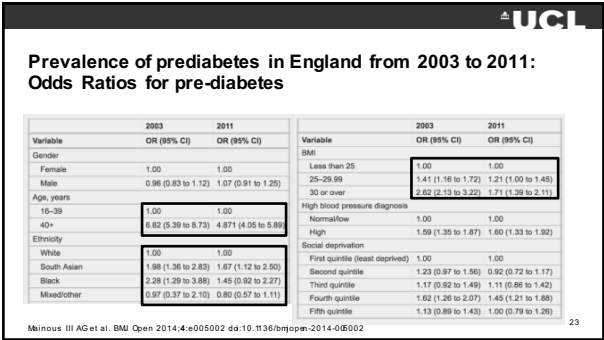 UCL
Prevalence of prediabetes in England from 2003 to 2011:
Odds Ratios for pre-diabetes
2003 2011
Variable OR (95% CI) OR (95% CI)
Gender
Female 1.00 1.00
Male 0.96 (0.83 to 1.12) 1.07 (0.91 to 1.25)
Age, years
16–39 1.00 1.00
40+ 6.82 (5.39 to 8.73) 4.871 (4.05 to 5.89)
Ethnicity
White 1.00 1.00
South Asian 1.98 (1.36 to 2.83) 1.67 (1.12 to 2.50)
Black 2.28 (1.29 to 3.88) 1.45 (0.92 to 2.27)
Mixed/other 0.97 (0.37 to 2.10) 0.80 (0.57 to 1.11)
2003 2011
Variable OR (95% CI) OR (95% CI)
BMI
Less than 25 1.00 1.00
25–29.99 1.41 (1.16 to 1.72) 1.21 (1.00 to 1.45)
30 or over 2.62 (2.13 to 3.22) 1.71 (1.39 to 2.11)
High blood pressure diagnosis
Normal/low 1.00 1.00
High 1.59 (1.35 to 1.87) 1.60 (1.33 to 1.92)
Social deprivation
First quintile (least deprived) 1.00 1.00
Second quintile 1.23 (0.97 to 1.56) 0.92 (0.72 to 1.17)
Third quintile 1.17 (0.92 to 1.49) 1.11 (0.86 to 1.42)
Fourth quintile 1.62 (1.26 to 2.07) 1.45 (1.21 to 1.88)
Fifth quintile 1.13 (0.89 to 1.43) 1.00 (0.79 to 1.26)
Mainous III AG et al. BMJ Open 2014;4:e005002 doi:10.1136/bmjopen-2014-005002
23